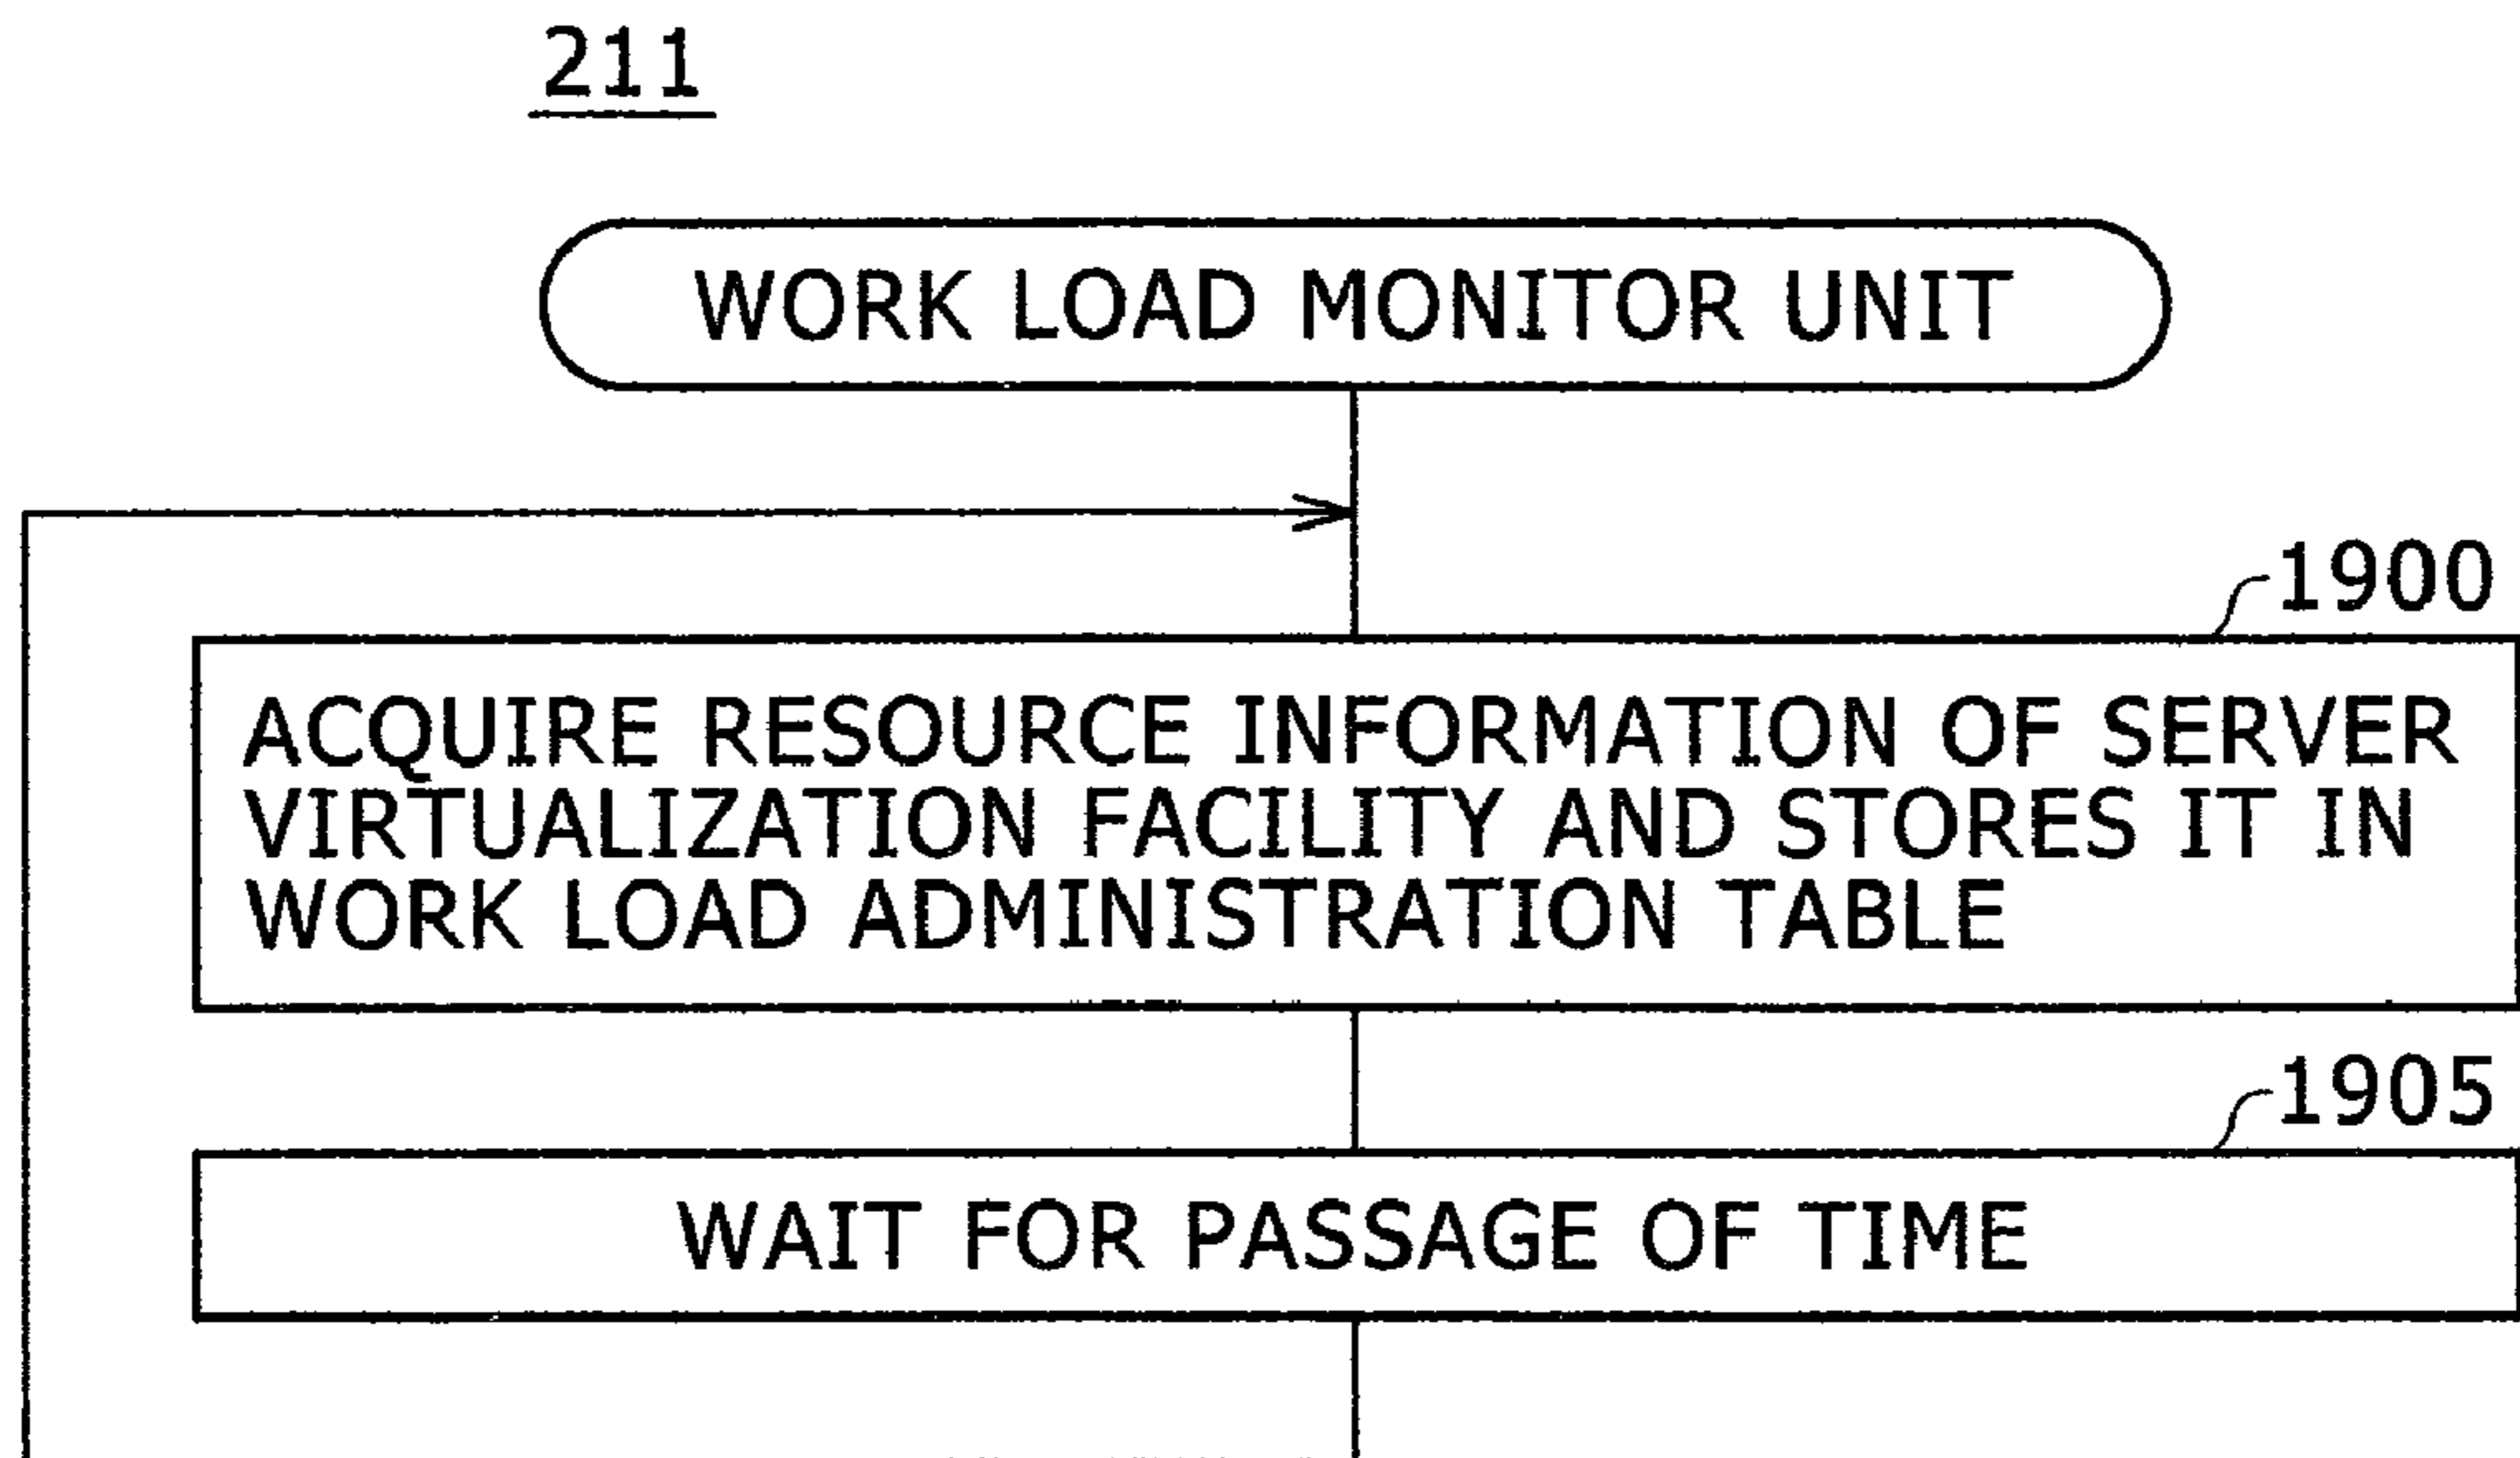 211
WORK LOAD MONITOR UNIT
1900
ACQUIRE RESOURCE INFORMATION OF SERVER
VIRTUALIZATION FACILITY AND STORES IT IN
WORK LOAD ADMINISTRATION TABLE
1905
WAIT FOR PASSAGE OF TIME